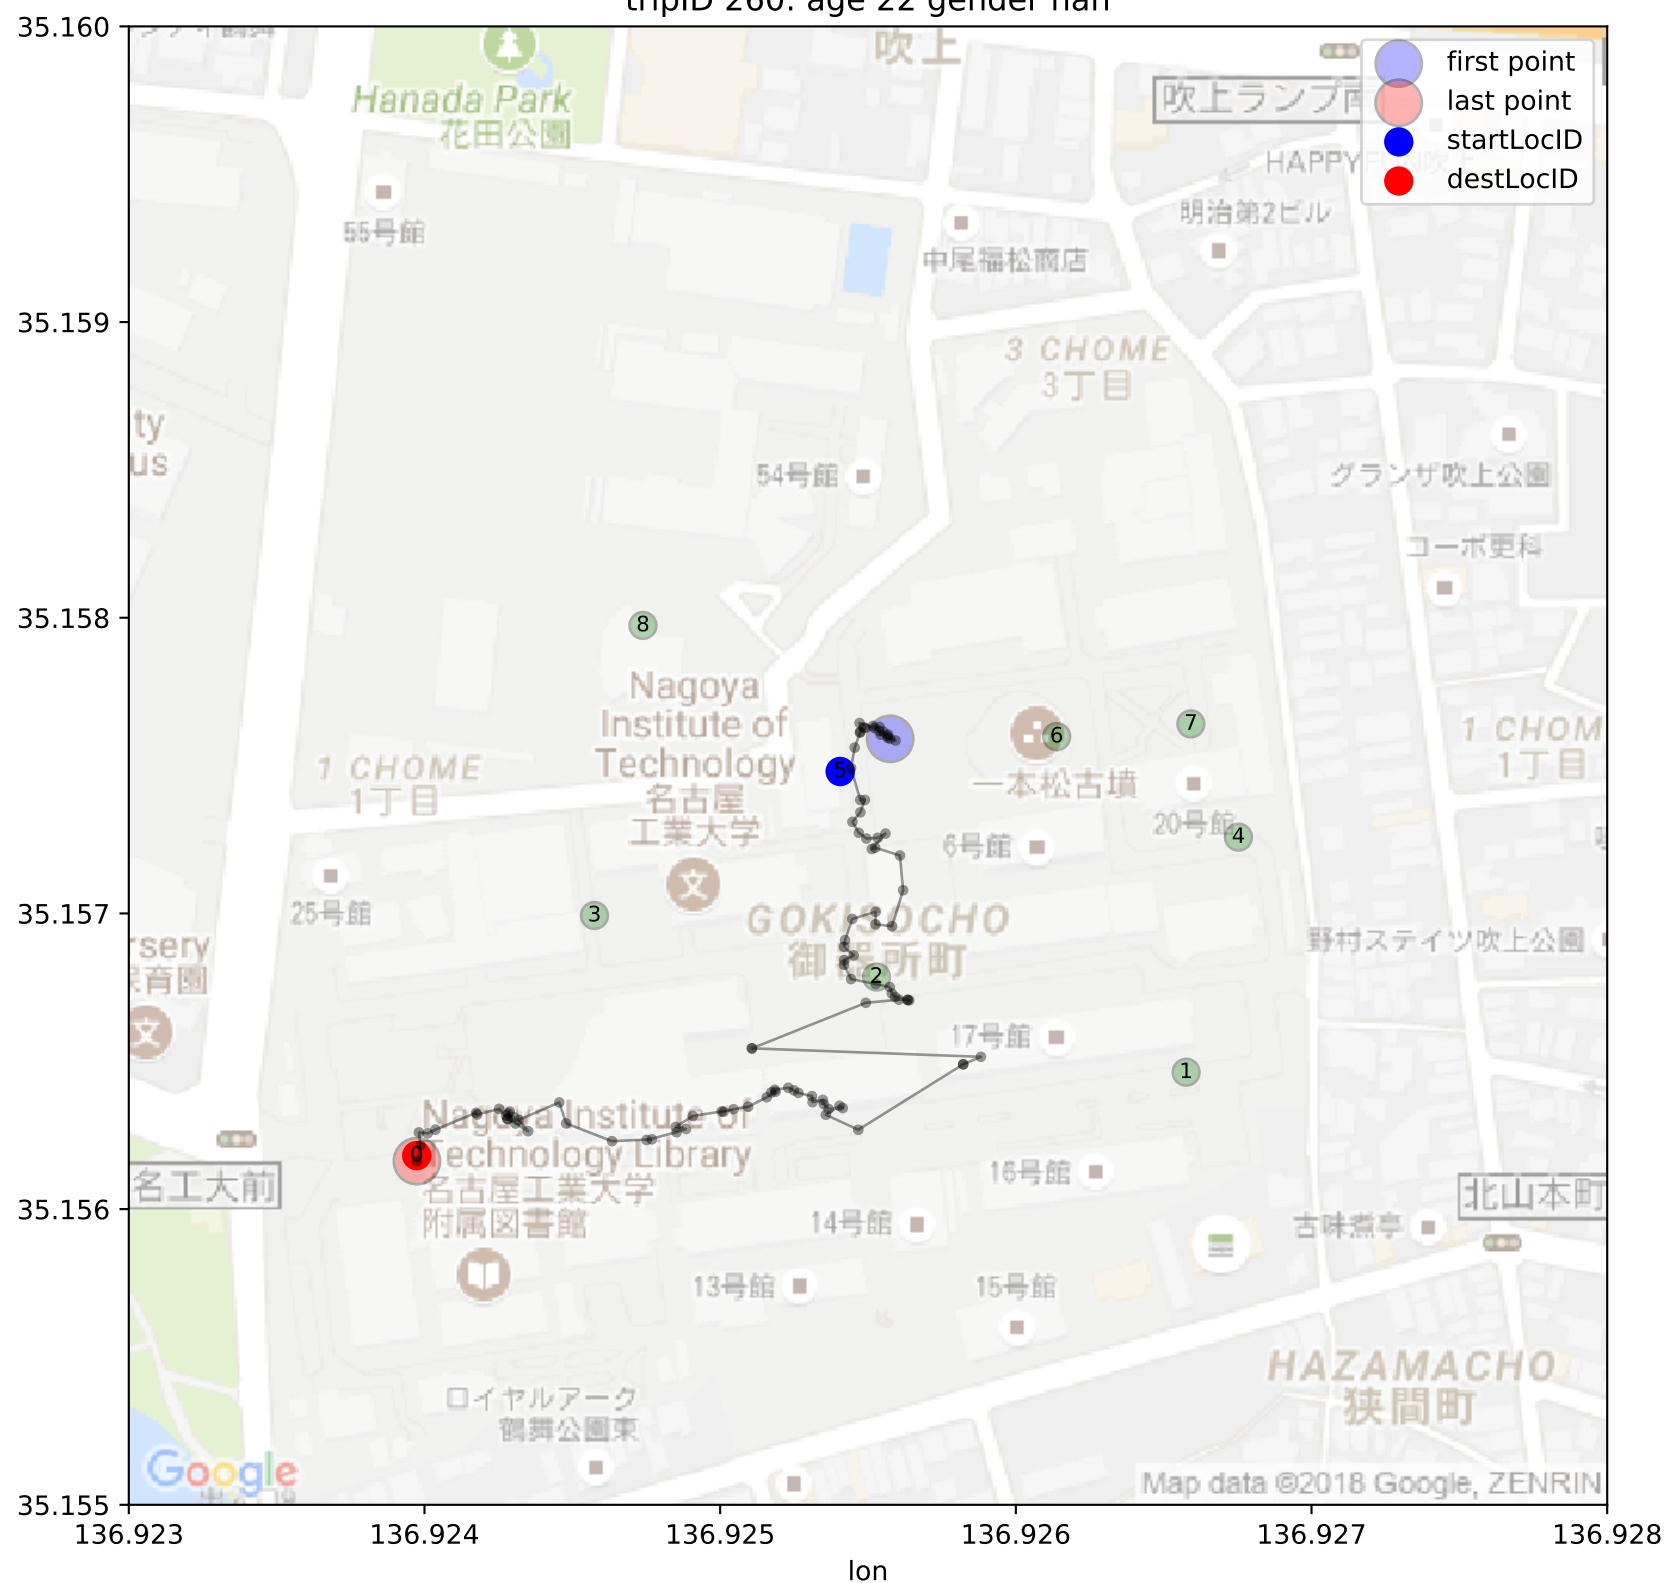 tripID 260: age 22 gender nan
35.160
35.159
35.158
35.157
35.156
35.155
136.923
136.924
136.925
136.926
136.927
136.928
lon
first point
last point
startLocID
destLocID
吹上
Hanada Park
花田公園
吹上ランプ南
HAPPY
明治第2ビル
55号館
中尾福松商店
3 CHOME
3丁目
ty
us
54号館
グランザ吹上公園
コーポ更科
8
Nagoya
Institute of
Technology
名古屋
工業大学
7
6
5
一本松古墳
1 CHOM
1丁目
1 CHOME
1丁目
20号館
4
6号館
25号館
3
GOKISOCHO
御器所町
2
野村ステイツ吹上公園
rsery
保育園
17号館
1
Nagoya Institute of
Technology Library
名古屋工業大学
附属図書館
0
名工大前
16号館
北山本町
14号館
古味煮亭
13号館
15号館
HAZAMACHO
狭間町
ロイヤルアーク
鶴舞公園東
Google
Map data ©2018 Google, ZENRIN